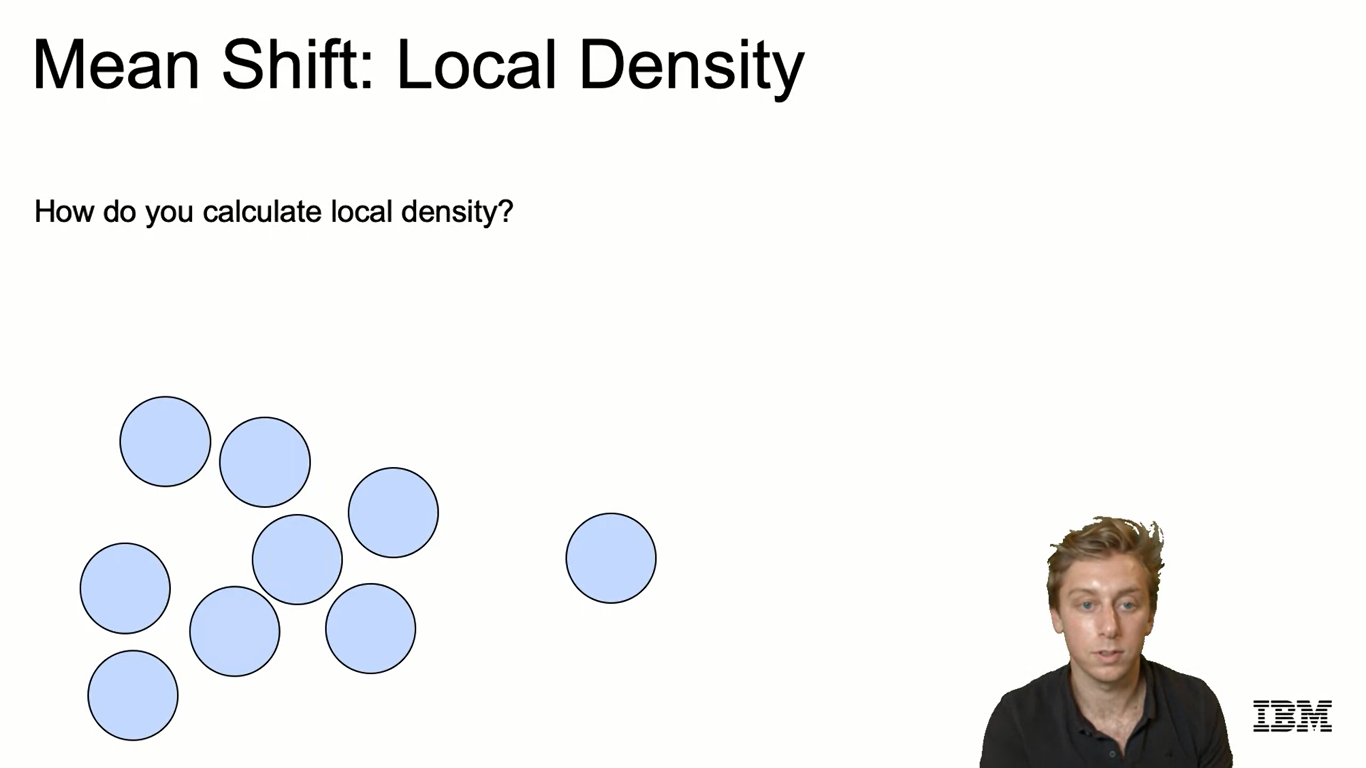 Mean Shift: Local Density
How do you calculate local density?
IBM